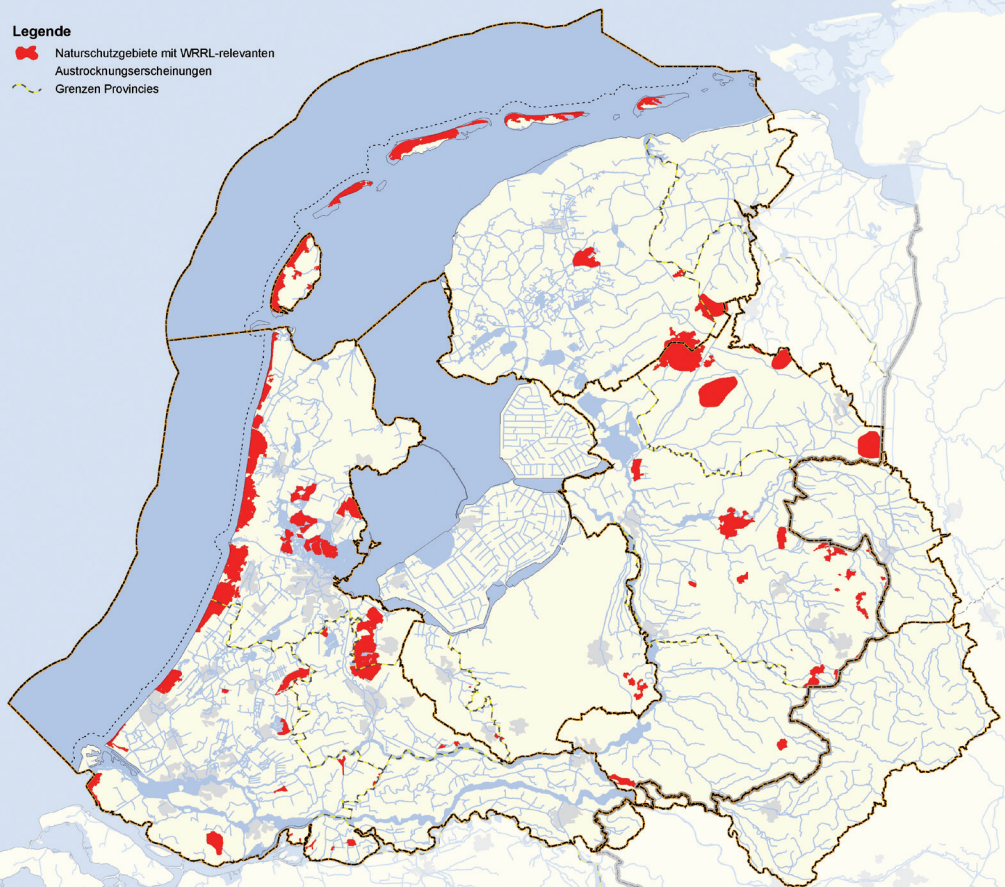 Legende
Naturschutzgebiete mit WRRL-relevanten
Austrocknungserscheinungen
Grenzen Provincies